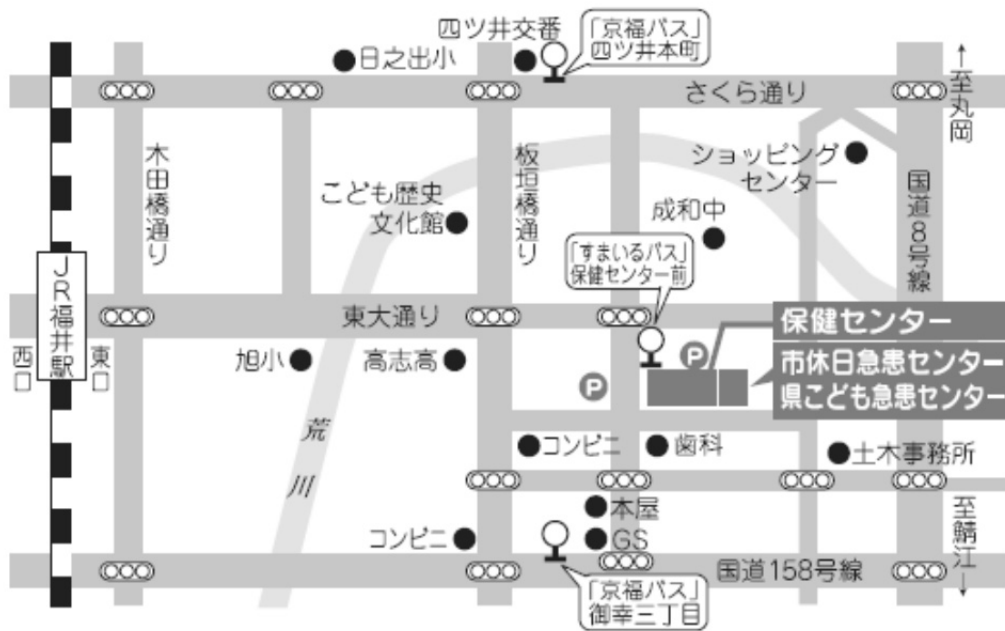 四ツ井交番
「京福バス」
四ツ井本町
日之出小
さくら通り
←至丸岡
木田橋通り
こども歴史
文化館
板垣橋通り
ショッピング
センター
成和中
国道8号線
「すまいるバス」
保健センター前
JR福井駅
西口
東口
東大通り
保健センター
旭小
高志高
P
P
市休日急患センター
県こども急患センター
荒川
コンビニ
歯科
土木事務所
本屋
コンビニ
GS
至鯖江→
国道158号線
「京福バス」
御幸三丁目